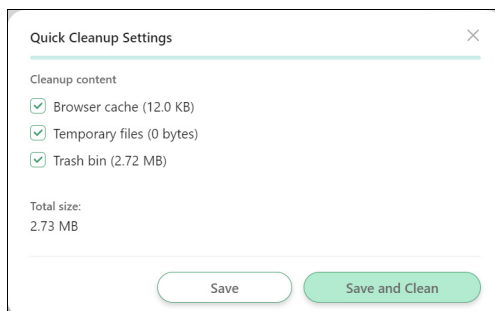 Quick Cleanup Settings
Cleanup content
Browser cache (12.0 KB)
Temporary files (0 bytes)
Trash bin (2.72 MB)
Total size:
2.73 MB
Save
Save and Clean